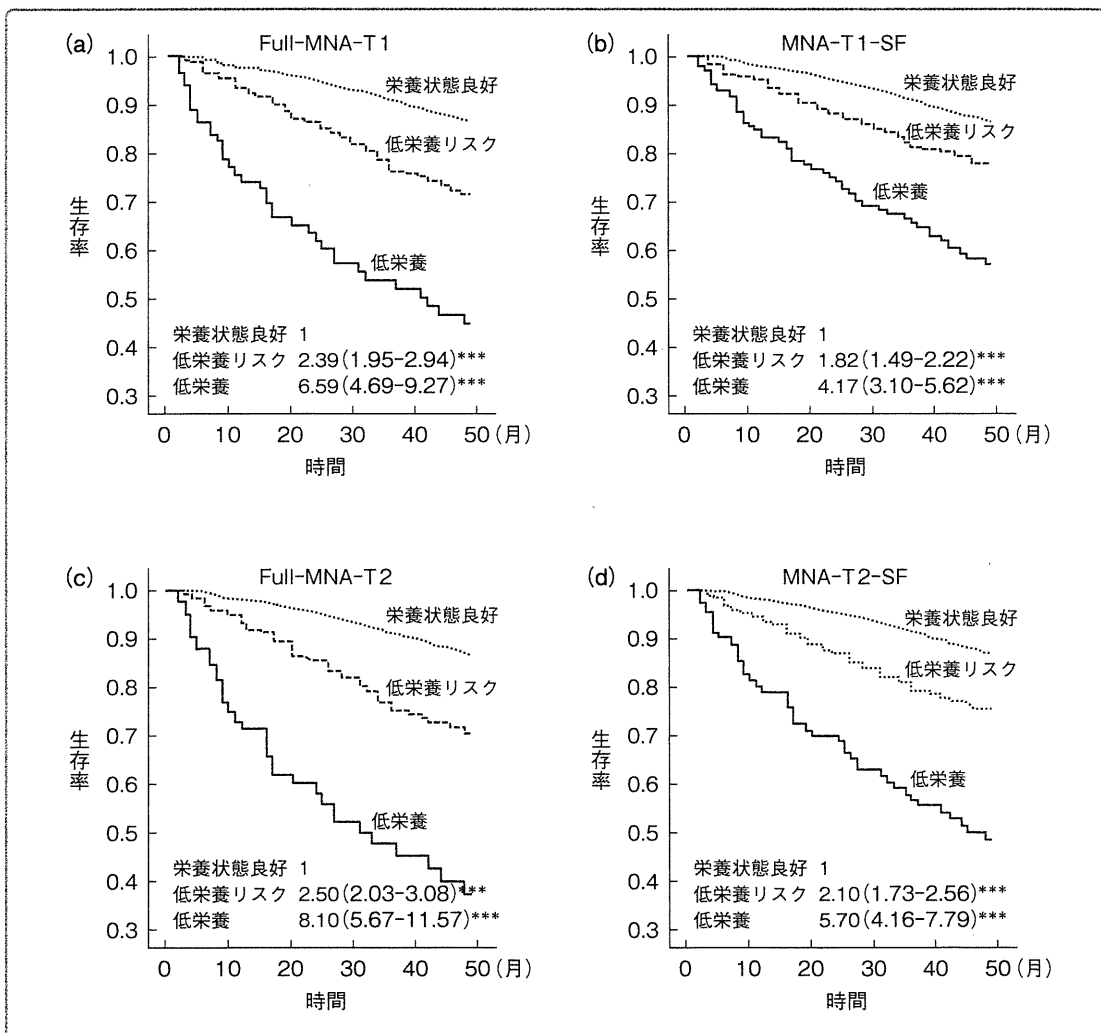 (a) Full-MNA-T1
1.0
0.9
0.8
0.7
0.6
0.5
0.4
0.3
生存率
栄養状態良好
低栄養リスク
低栄養
栄養状態良好 1
低栄養リスク 2.39(1.95-2.94)***
低栄養 6.59(4.69-9.27)***
0 10 20 30 40 50(月)
時間
(b) MNA-T1-SF
1.0
0.9
0.8
0.7
0.6
0.5
0.4
0.3
生存率
栄養状態良好
低栄養リスク
低栄養
栄養状態良好 1
低栄養リスク 1.82(1.49-2.22)***
低栄養 4.17(3.10-5.62)***
0 10 20 30 40 50(月)
時間
(c) Full-MNA-T2
1.0
0.9
0.8
0.7
0.6
0.5
0.4
0.3
生存率
栄養状態良好
低栄養リスク
低栄養
栄養状態良好 1
低栄養リスク 2.50(2.03-3.08)***
低栄養 8.10(5.67-11.57)***
0 10 20 30 40 50(月)
時間
(d) MNA-T2-SF
1.0
0.9
0.8
0.7
0.6
0.5
0.4
0.3
生存率
栄養状態良好
低栄養リスク
低栄養
栄養状態良好 1
低栄養リスク 2.10(1.73-2.56)***
低栄養 5.70(4.16-7.79)***
0 10 20 30 40 50(月)
時間